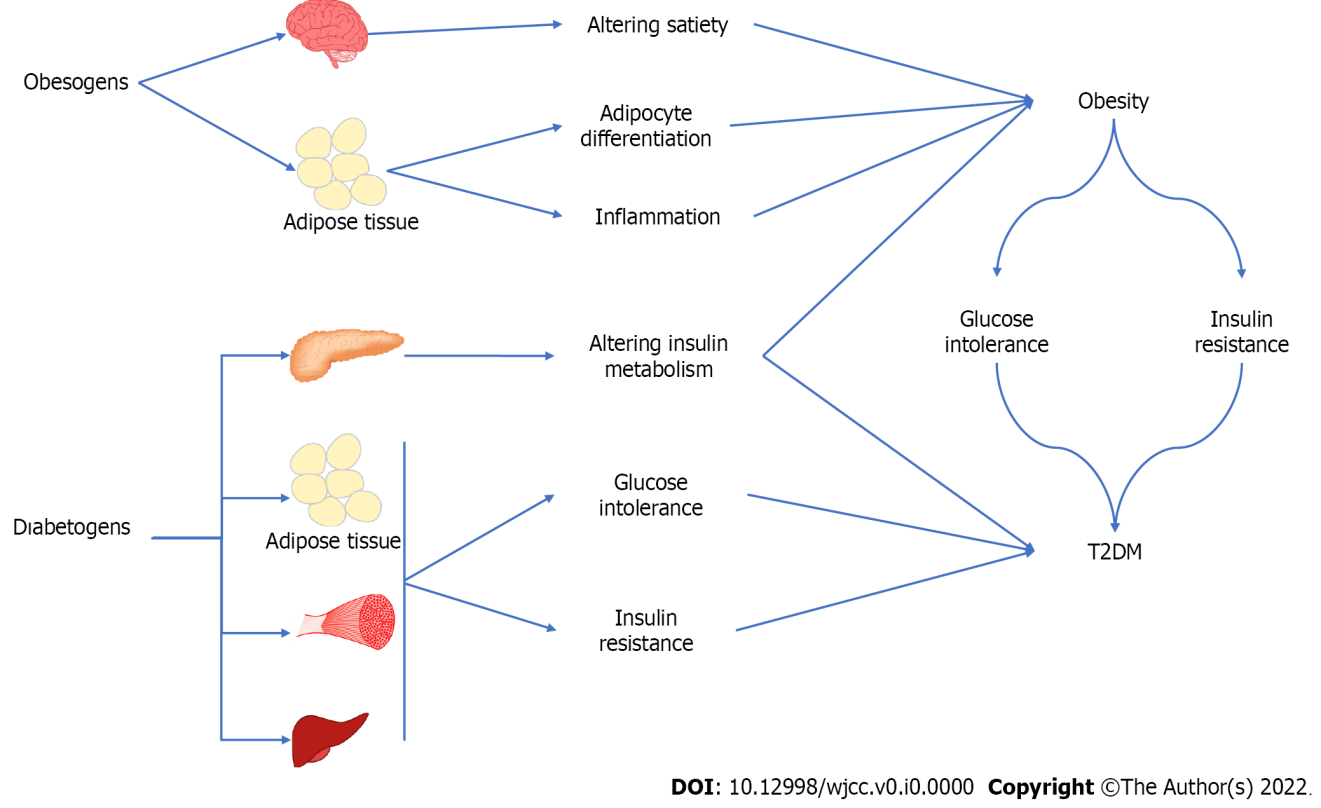 Altering satiety
Obesogens
Obesity
Adipocyte
differentiation
Adipose tissue
Inflammation
Glucose
intolerance
Insulin
resistance
Altering insulin
metabolism
Glucose
intolerance
Dıabetogens
Adipose tissue
T2DM
Insulin
resistance
DOI: 10.12998/wjcc.v0.i0.0000 Copyright ©The Author(s) 2022.